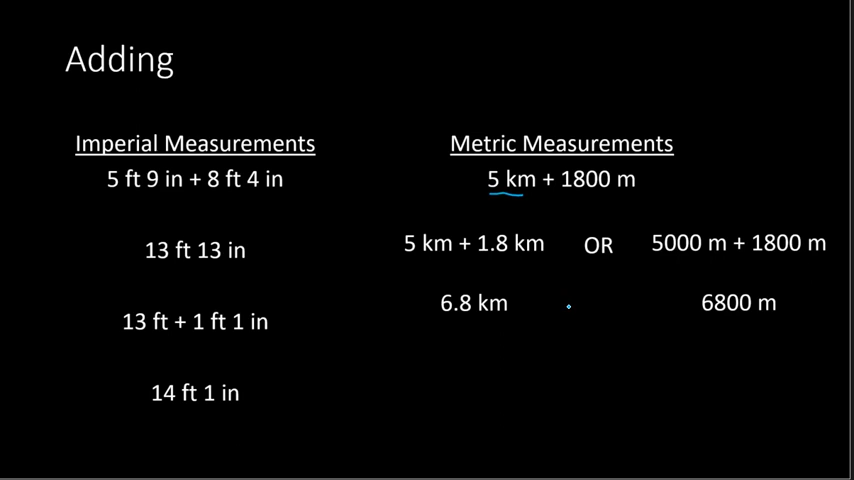 Adding
Imperial Measurements
5 ft 9 in + 8 ft 4 in
13 ft 13 in
13 ft + 1 ft 1 in
14 ft 1 in
Metric Measurements
5 km + 1800 m
5 km + 1.8 km OR 5000 m + 1800 m
6.8 km 6800 m